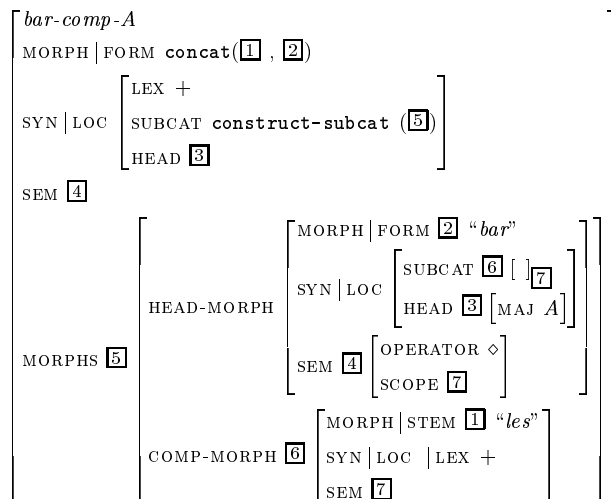 bar-comp-A
MORPH | FORM concat(1 , 2)
SYN | LOC
LEX +
SUBCAT construct-subcat (5)
HEAD 3
SEM 4
MORPHS 5
HEAD-MORPH
MORPH | FORM 2 “bar”
SYN | LOC
SUBCAT 6 [ ]7
HEAD 3 [MAJ A]
SEM 4
OPERATOR ⋄
SCOPE 7
COMP-MORPH 6
MORPH | STEM 1 “les”
SYN | LOC | LEX +
SEM 7